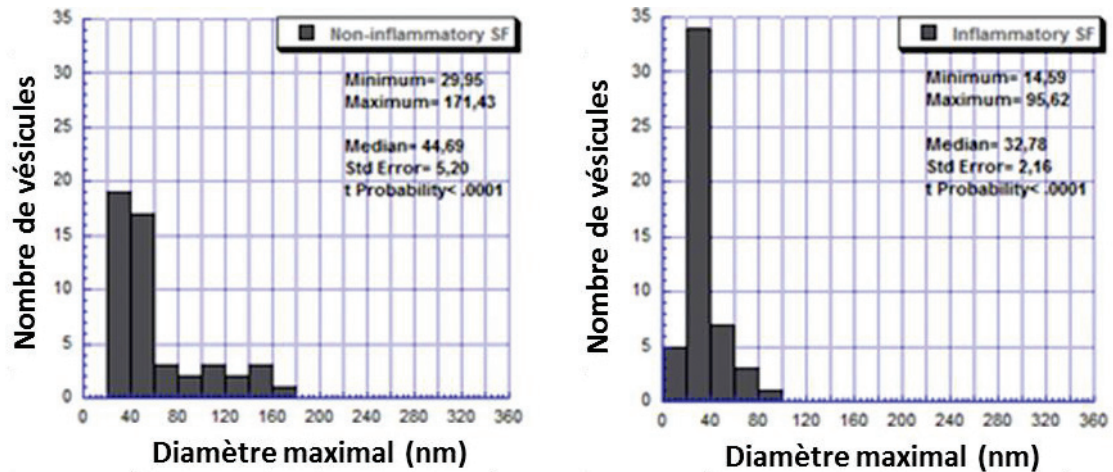 Non-inflammatory SF
Minimum= 29,95
Maximum= 171,43
Median= 44,69
Std Error= 5,20
t Probability< .0001
Nombre de vésicules
35
30
25
20
15
10
5
0
0 40 80 120 160 200 240 280 320 360
Diamètre maximal (nm)
Inflammatory SF
Minimum= 14,59
Maximum= 95,62
Median= 32,78
Std Error= 2,16
t Probability< .0001
Nombre de vésicules
35
30
25
20
15
10
5
0
0 40 80 120 160 200 240 280 320 360
Diamètre maximal (nm)